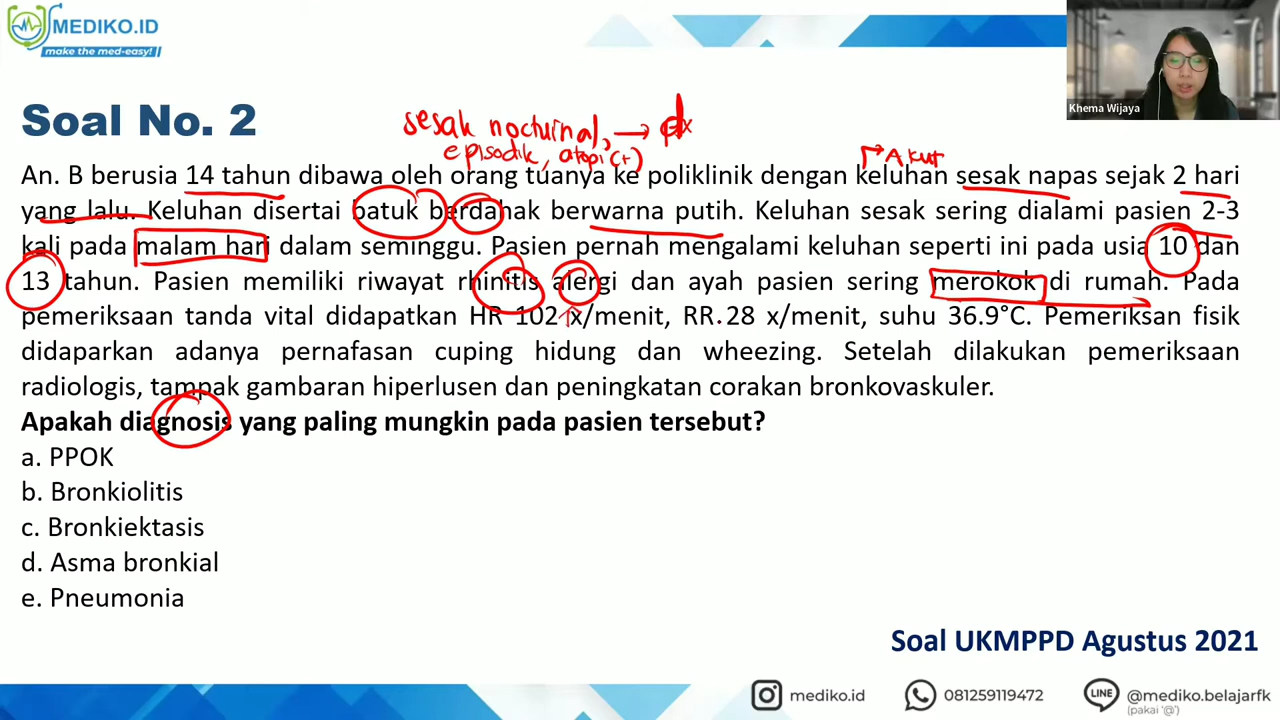 MEDIKO.ID
make the med-easy!
Khema Wijaya
Soal No. 2
sesak nocturnal, → dx
episodik, atopi (+)
Akut
An. B berusia 14 tahun dibawa oleh orang tuanya ke poliklinik dengan keluhan sesak napas sejak 2 hari
yang lalu. Keluhan disertai batuk berdahak berwarna putih. Keluhan sesak sering dialami pasien 2-3
kali pada malam hari dalam seminggu. Pasien pernah mengalami keluhan seperti ini pada usia 10 dan
13 tahun. Pasien memiliki riwayat rhinitis alergi dan ayah pasien sering merokok di rumah. Pada
pemeriksaan tanda vital didapatkan HR 102 x/menit, RR 28 x/menit, suhu 36.9°C. Pemeriksan fisik
didaparkan adanya pernafasan cuping hidung dan wheezing. Setelah dilakukan pemeriksaan
radiologis, tampak gambaran hiperlusen dan peningkatan corakan bronkovaskuler.
Apakah diagnosis yang paling mungkin pada pasien tersebut?
a. PPOK
b. Bronkiolitis
c. Bronkiektasis
d. Asma bronkial
e. Pneumonia
Soal UKMPPD Agustus 2021
mediko.id
081259119472
LINE
@mediko.belajarfk
(pakai '@')